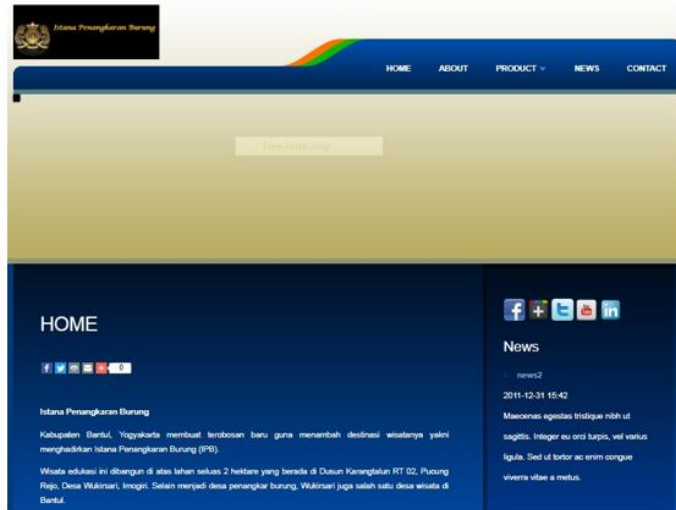 Istana Penangkaran Burung
HOME ABOUT PRODUCT NEWS CONTACT
HOME
0
Istana Penangkaran Burung
Kabupaten Bantul, Yogyakarta membuat terobosan baru guna menambah destinasi wisatanya yakni
menghadirkan Istana Penangkaran Burung (IPB).
Wisata edukasi ini dibangun di atas lahan seluas 2 hektare yang berada di Dusun Karangtalun RT 02, Pucung
Rejo, Desa Wukirsari, Imogiri. Selain menjadi desa penangkar burung, Wukirsari juga salah satu desa wisata di
Bantul.
News
news2
2011-12-31 15:42
Maecenas egestas tristique nibh ut
sagittis. Integer eu orci turpis, vel varius
ligula. Sed ut tortor ac enim congue
viverra vitae a metus.